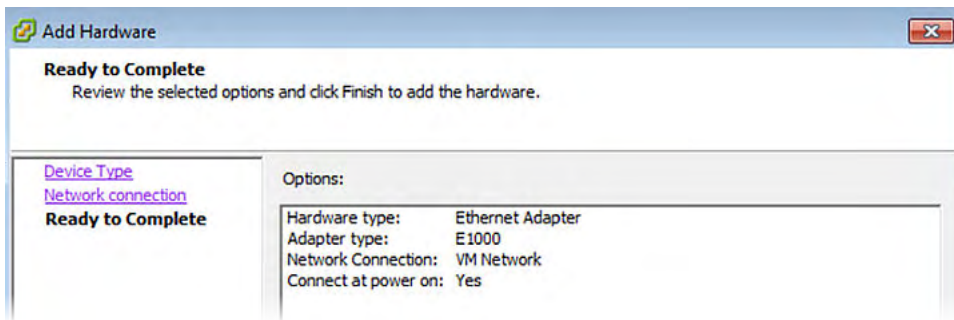 Add Hardware
Ready to Complete
Review the selected options and click Finish to add the hardware.
Device Type
Network connection
Ready to Complete
Options:
Hardware type: Ethernet Adapter
Adapter type: E1000
Network Connection: VM Network
Connect at power on: Yes